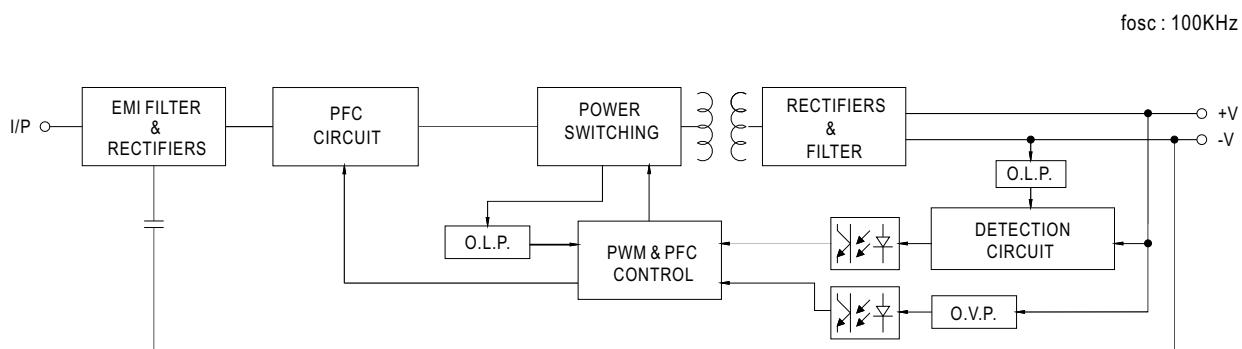 fosc : 100KHz
I/P
EMI FILTER
&
RECTIFIERS
PFC
CIRCUIT
POWER
SWITCHING
RECTIFIERS
&
FILTER
+V
-V
O.L.P.
O.L.P.
PWM & PFC
CONTROL
DETECTION
CIRCUIT
O.V.P.